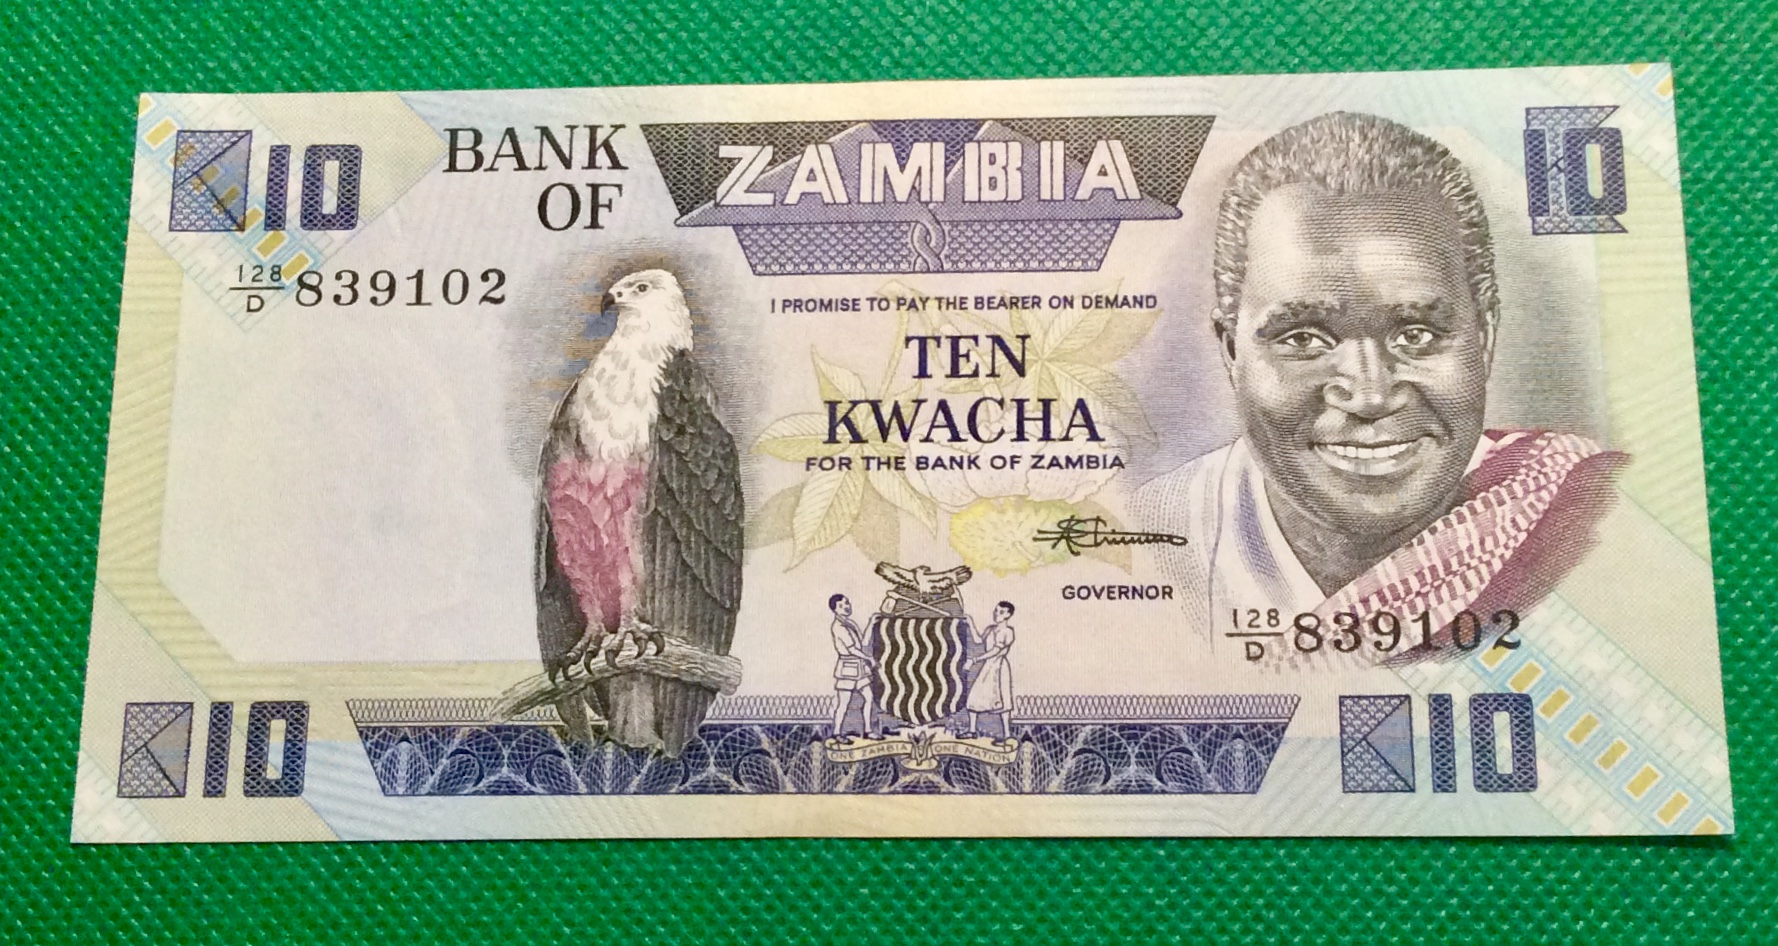 10
BANK
OF
ZAMBIA
10
128/D 839102
I PROMISE TO PAY THE BEARER ON DEMAND
TEN
KWACHA
FOR THE BANK OF ZAMBIA
GOVERNOR
128/D 839102
10
ONE ZAMBIA ONE NATION
K10